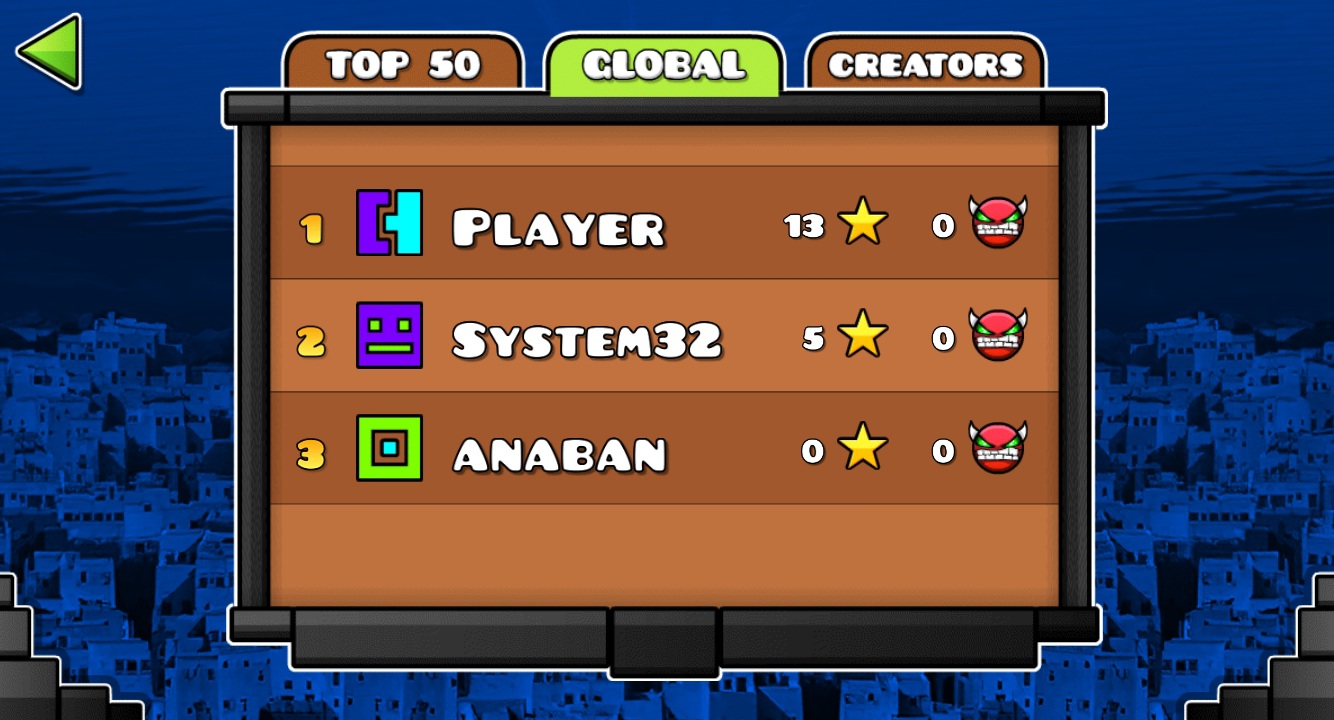 TOP 50 GLOBAL CREATORS
1 PLAYER 13 0
2 SYSTEM32 5 0
3 ANABAN 0 0